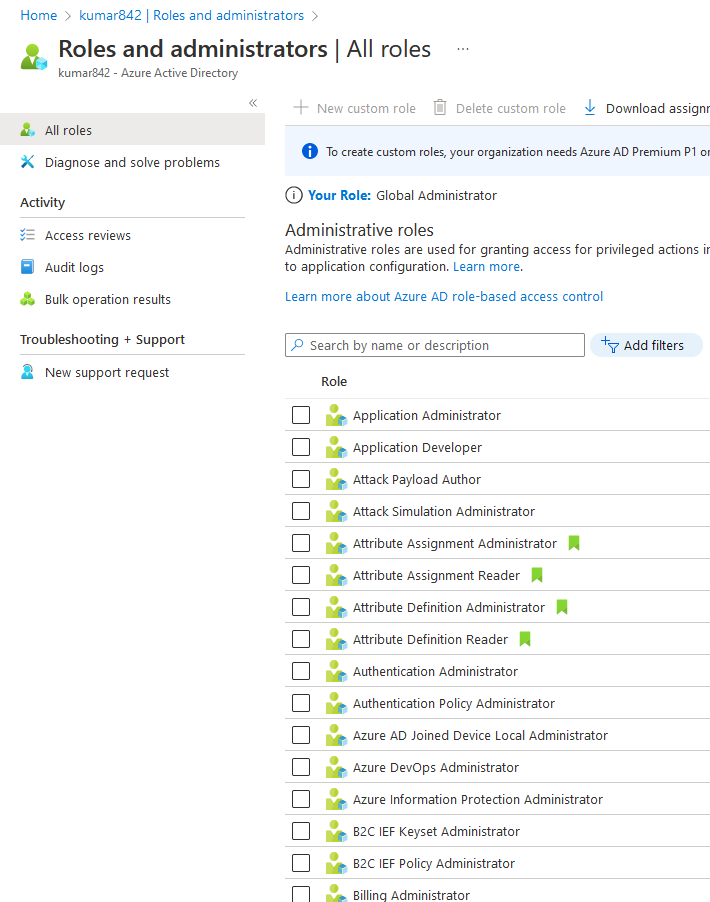 Home > kumar842 | Roles and administrators >
Roles and administrators | All roles ...
kumar842 - Azure Active Directory
«
All roles
Diagnose and solve problems
Activity
Access reviews
Audit logs
Bulk operation results
Troubleshooting + Support
New support request
New custom role Delete custom role Download
To create custom roles, your organization needs Azure AD Premium P1
Your Role: Global Administrator
Administrative roles
Administrative roles are used for granting access for privileged actions
to application configuration. Learn more.
Learn more about Azure AD role-based access control
Search by name or description Add filters
Role
Application Administrator
Application Developer
Attack Payload Author
Attack Simulation Administrator
Attribute Assignment Administrator
Attribute Assignment Reader
Attribute Definition Administrator
Attribute Definition Reader
Authentication Administrator
Authentication Policy Administrator
Azure AD Joined Device Local Administrator
Azure DevOps Administrator
Azure Information Protection Administrator
B2C IEF Keyset Administrator
B2C IEF Policy Administrator
Billing Administrator